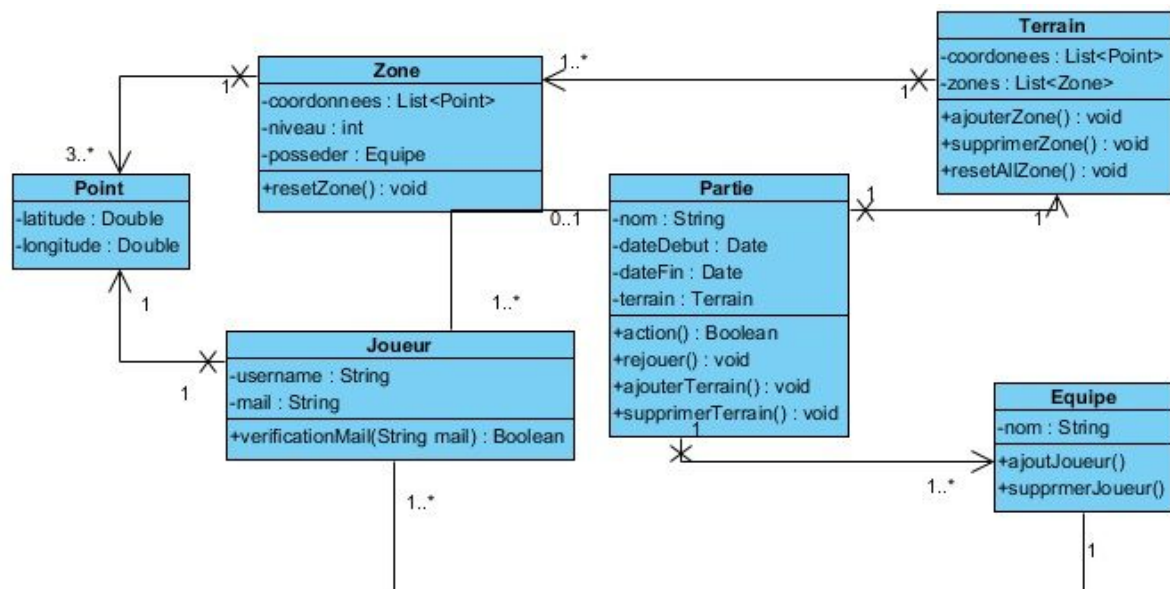 Terrain
-coordonees : List<Point>
-zones : List<Zone>
+ajouterZone() : void
+supprimerZone() : void
+resetAllZone() : void
1..*
1
Zone
-coordonnees : List<Point>
-niveau : int
-posseder : Equipe
+resetZone() : void
1
3..*
Point
-latitude : Double
-longitude : Double
1
1
Partie
-nom : String
-dateDebut : Date
-dateFin : Date
-terrain : Terrain
+action() : Boolean
+rejouer() : void
+ajouterTerrain() : void
+supprimerTerrain() : void
1
1
0..1
1..*
Joueur
-username : String
-mail : String
+verificationMail(String mail) : Boolean
1..*
1
1..*
Equipe
-nom : String
+ajoutJoueur()
+supprmerJoueur()
1